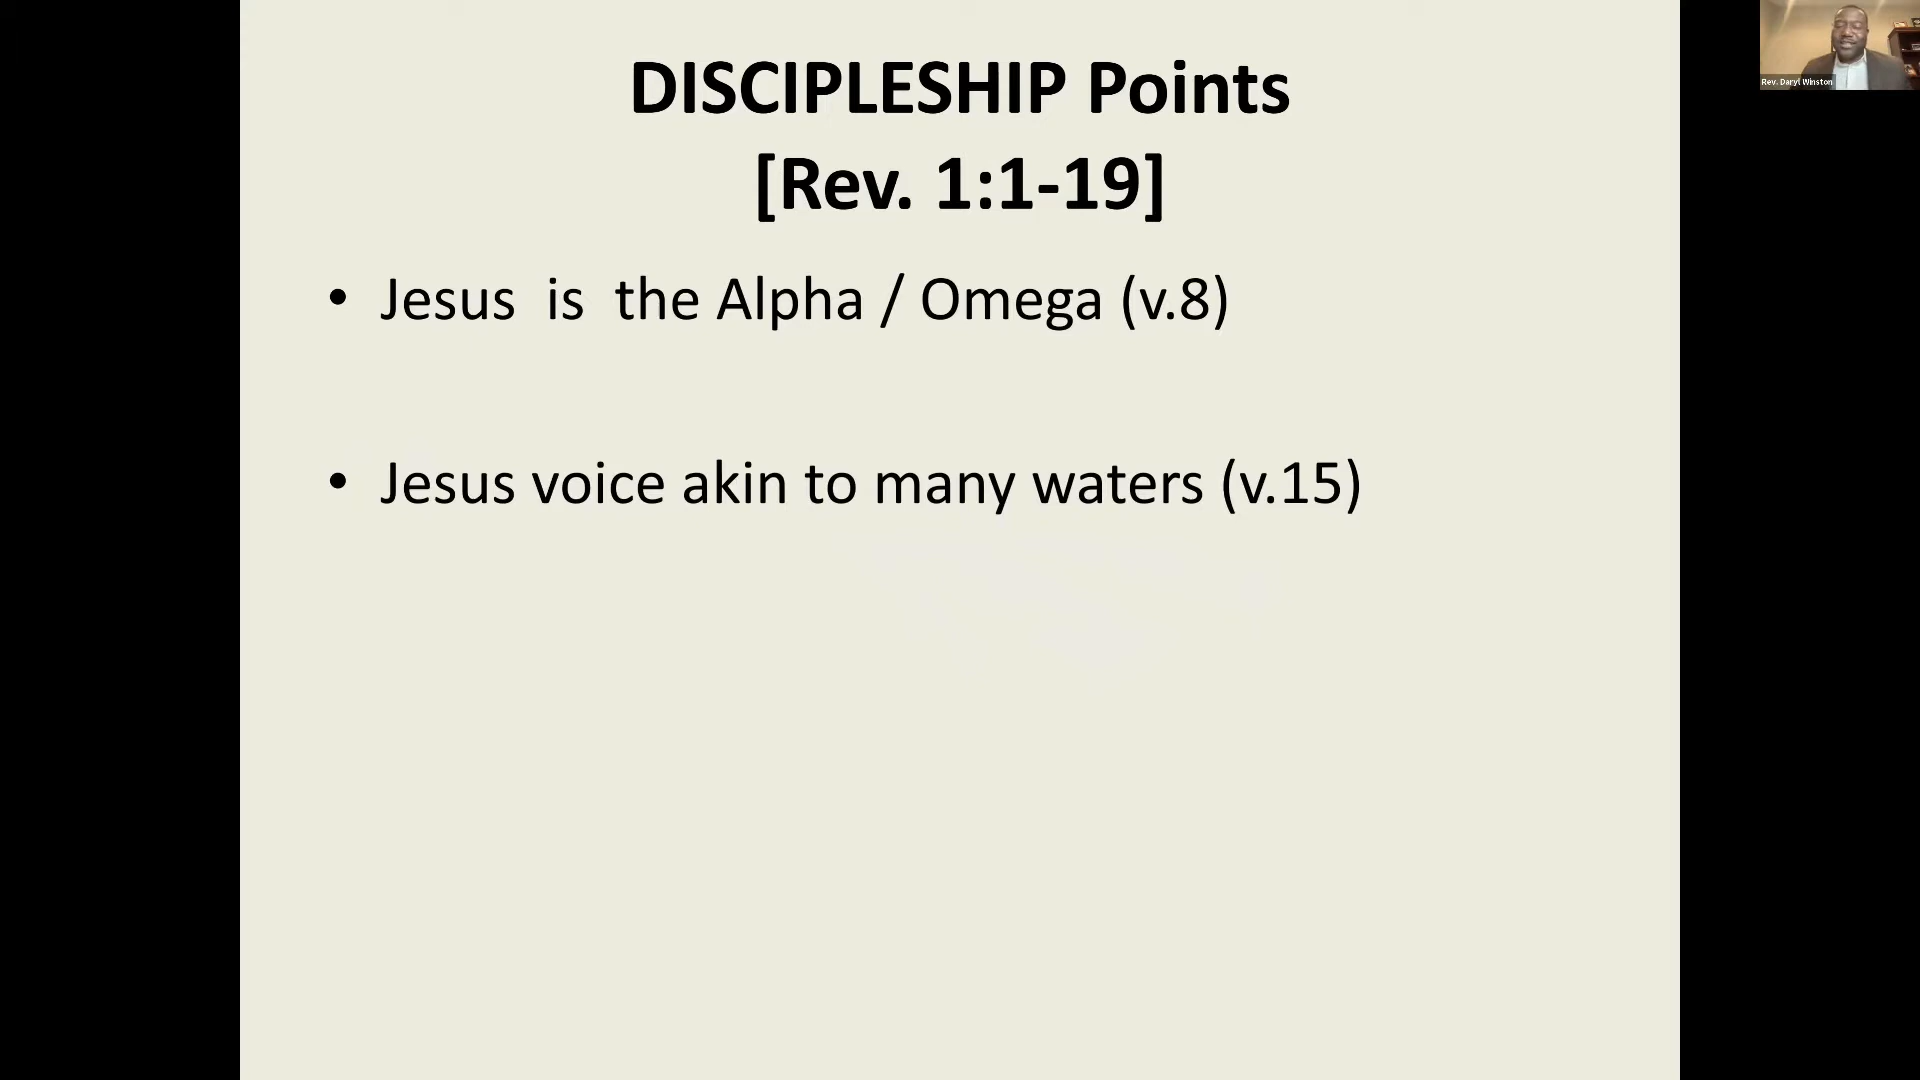 DISCIPLESHIP Points
[Rev. 1:1-19]
• Jesus is the Alpha / Omega (v.8)
• Jesus voice akin to many waters (v.15)
Rev. Daryl Winston